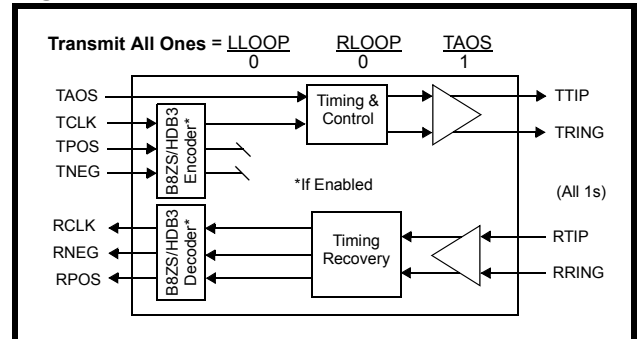 Transmit All Ones = LLOOP RLOOP TAOS
0 0 1
TAOS
TCLK
TPOS
TNEG
B8ZS/HDB3
Encoder*
Timing &
Control
TTIP
TRING
*If Enabled
(All 1s)
RCLK
RNEG
RPOS
B8ZS/HDB3
Decoder*
Timing
Recovery
RTIP
RRING